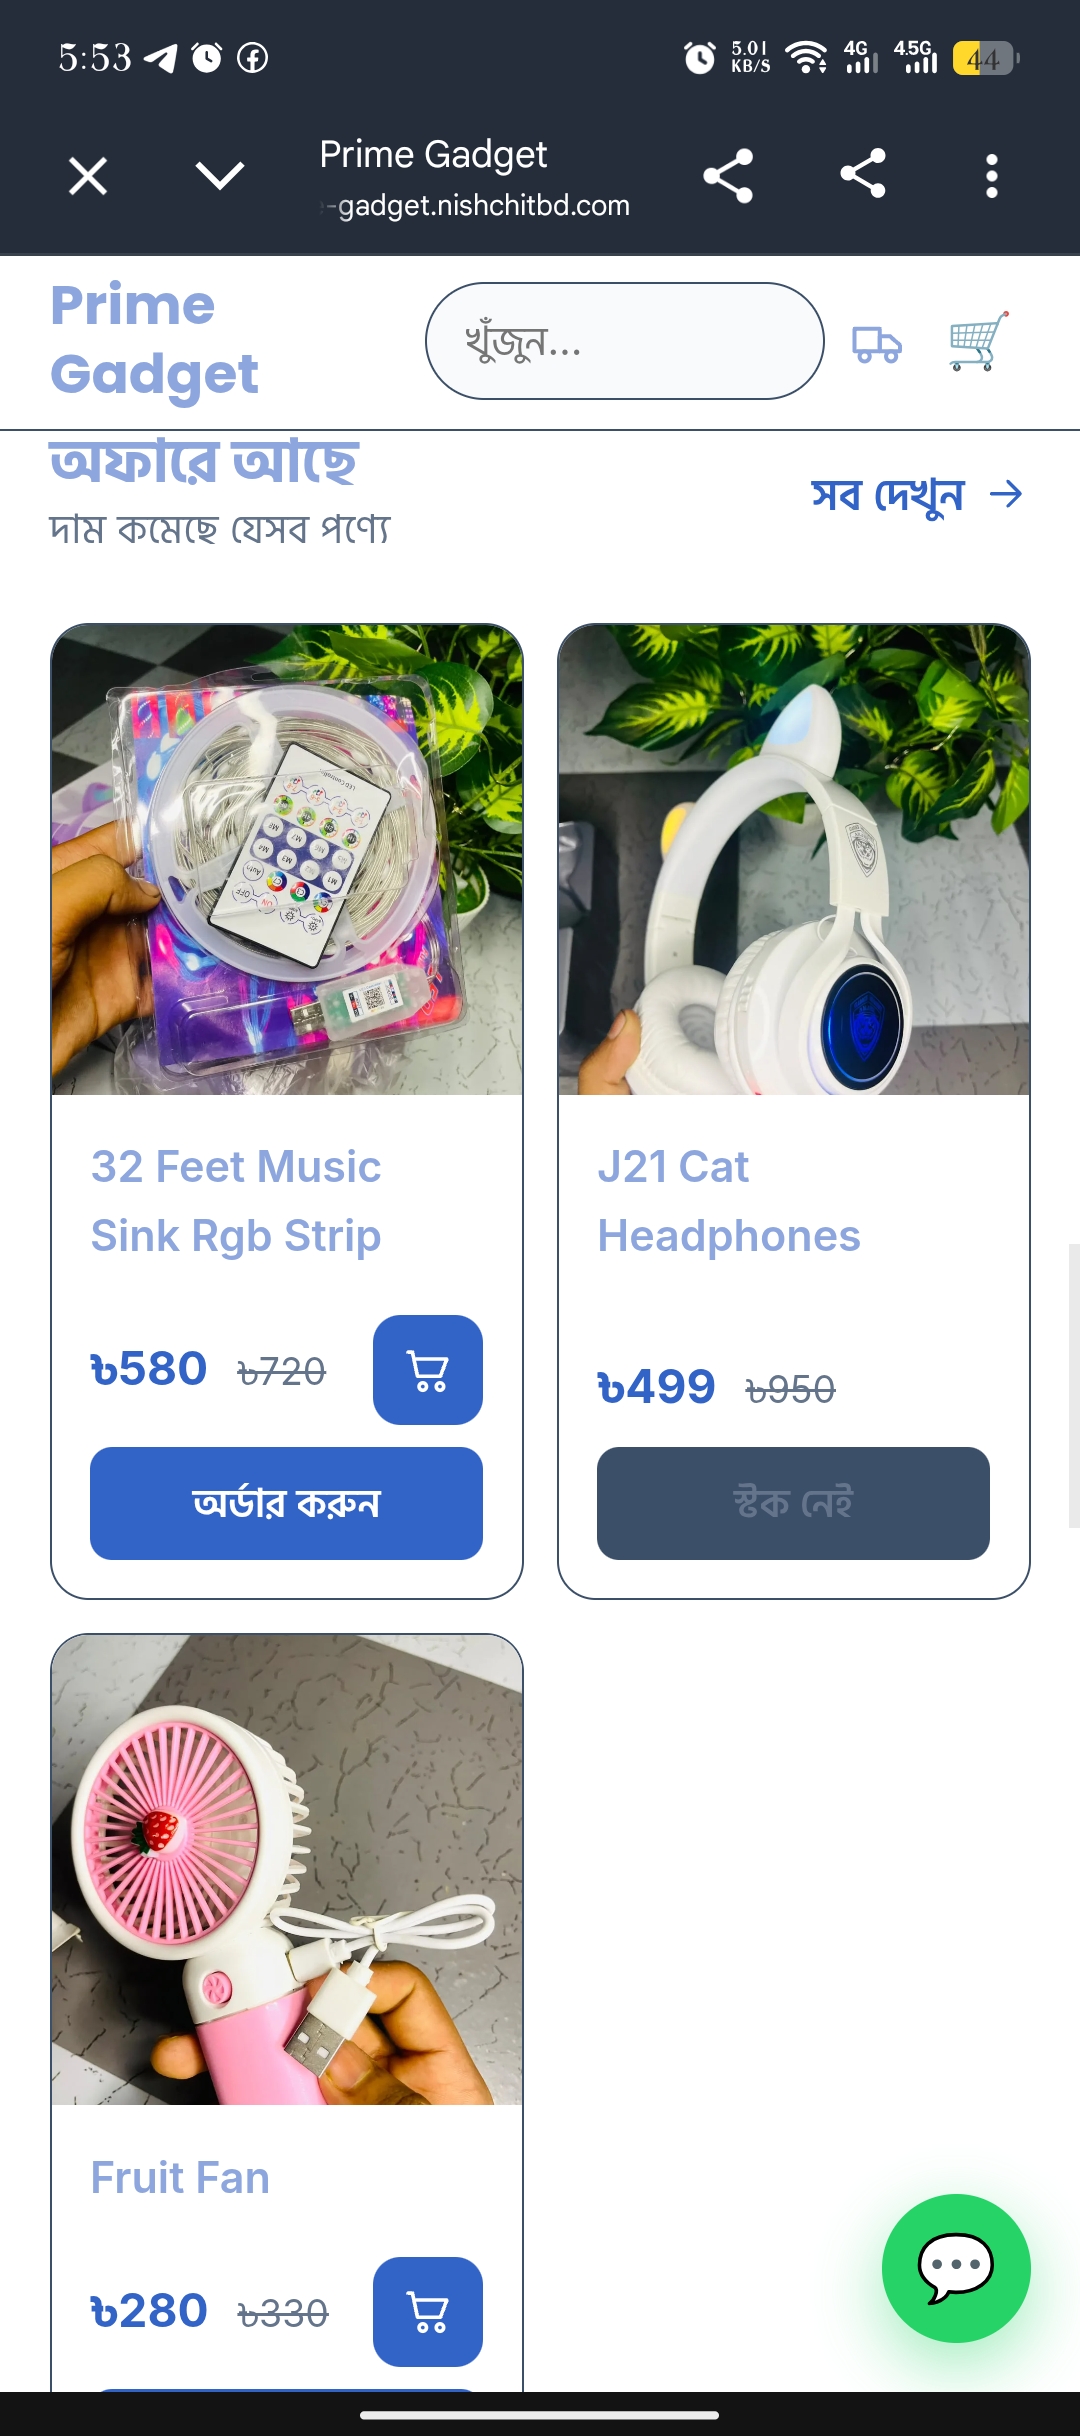 5:53
5.01
KB/S
4G
4.5G
44
Prime Gadget
-gadget.nishchitbd.com
Prime
Gadget
খুঁজুন...
অফারে আছে
দাম কমেছে যেসব পণ্যে
সব দেখুন →
32 Feet Music
Sink Rgb Strip
৳580 ৳720
অর্ডার করুন
J21 Cat
Headphones
৳499 ৳950
স্টক নেই
Fruit Fan
৳280 ৳330